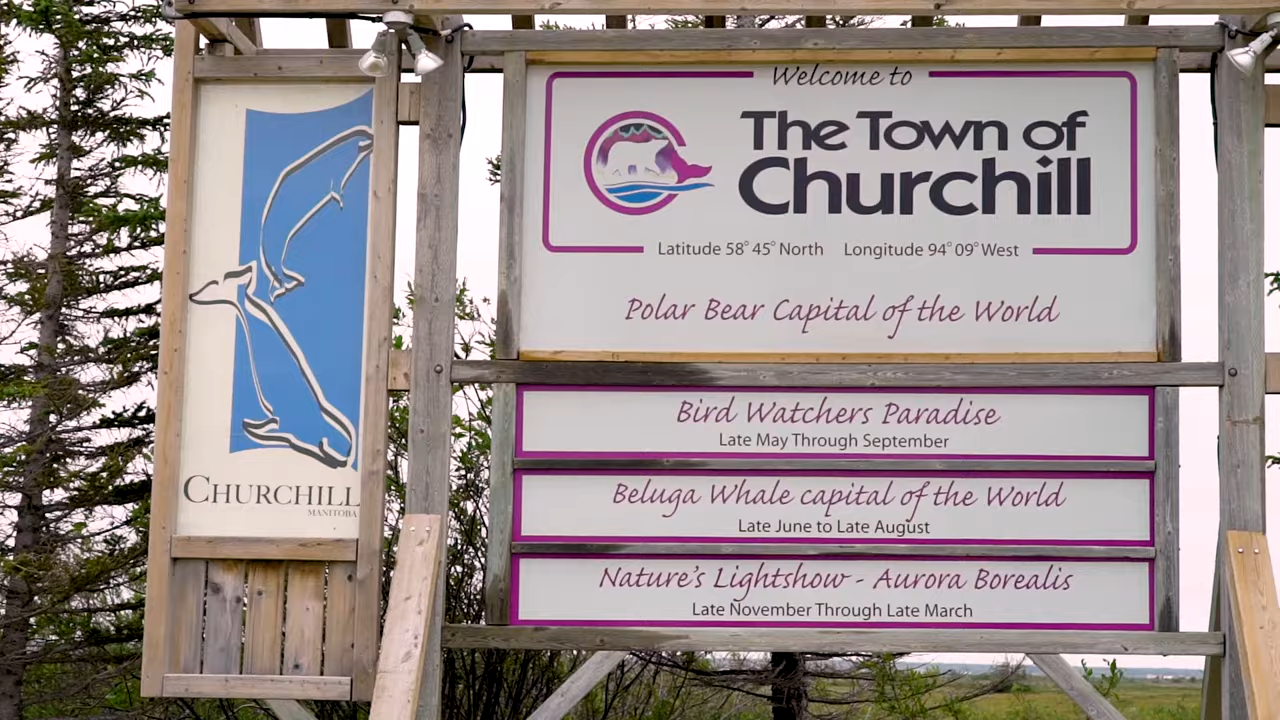 CHURCHILL
MANITOBA
Welcome to
The Town of
Churchill
Latitude 58° 45° North Longitude 94° 09° West
Polar Bear Capital of the World
Bird Watchers Paradise
Late May Through September
Beluga Whale capital of the World
Late June to Late August
Nature's Lightshow - Aurora Borealis
Late November Through Late March